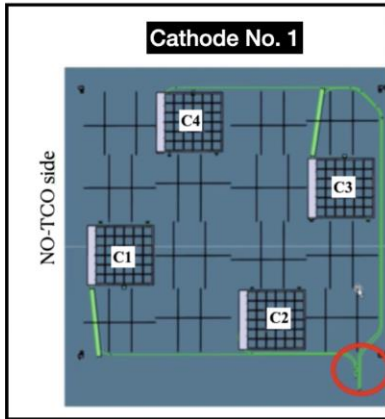 Cathode No. 1
C4
C3
NO-TCO side
C1
C2